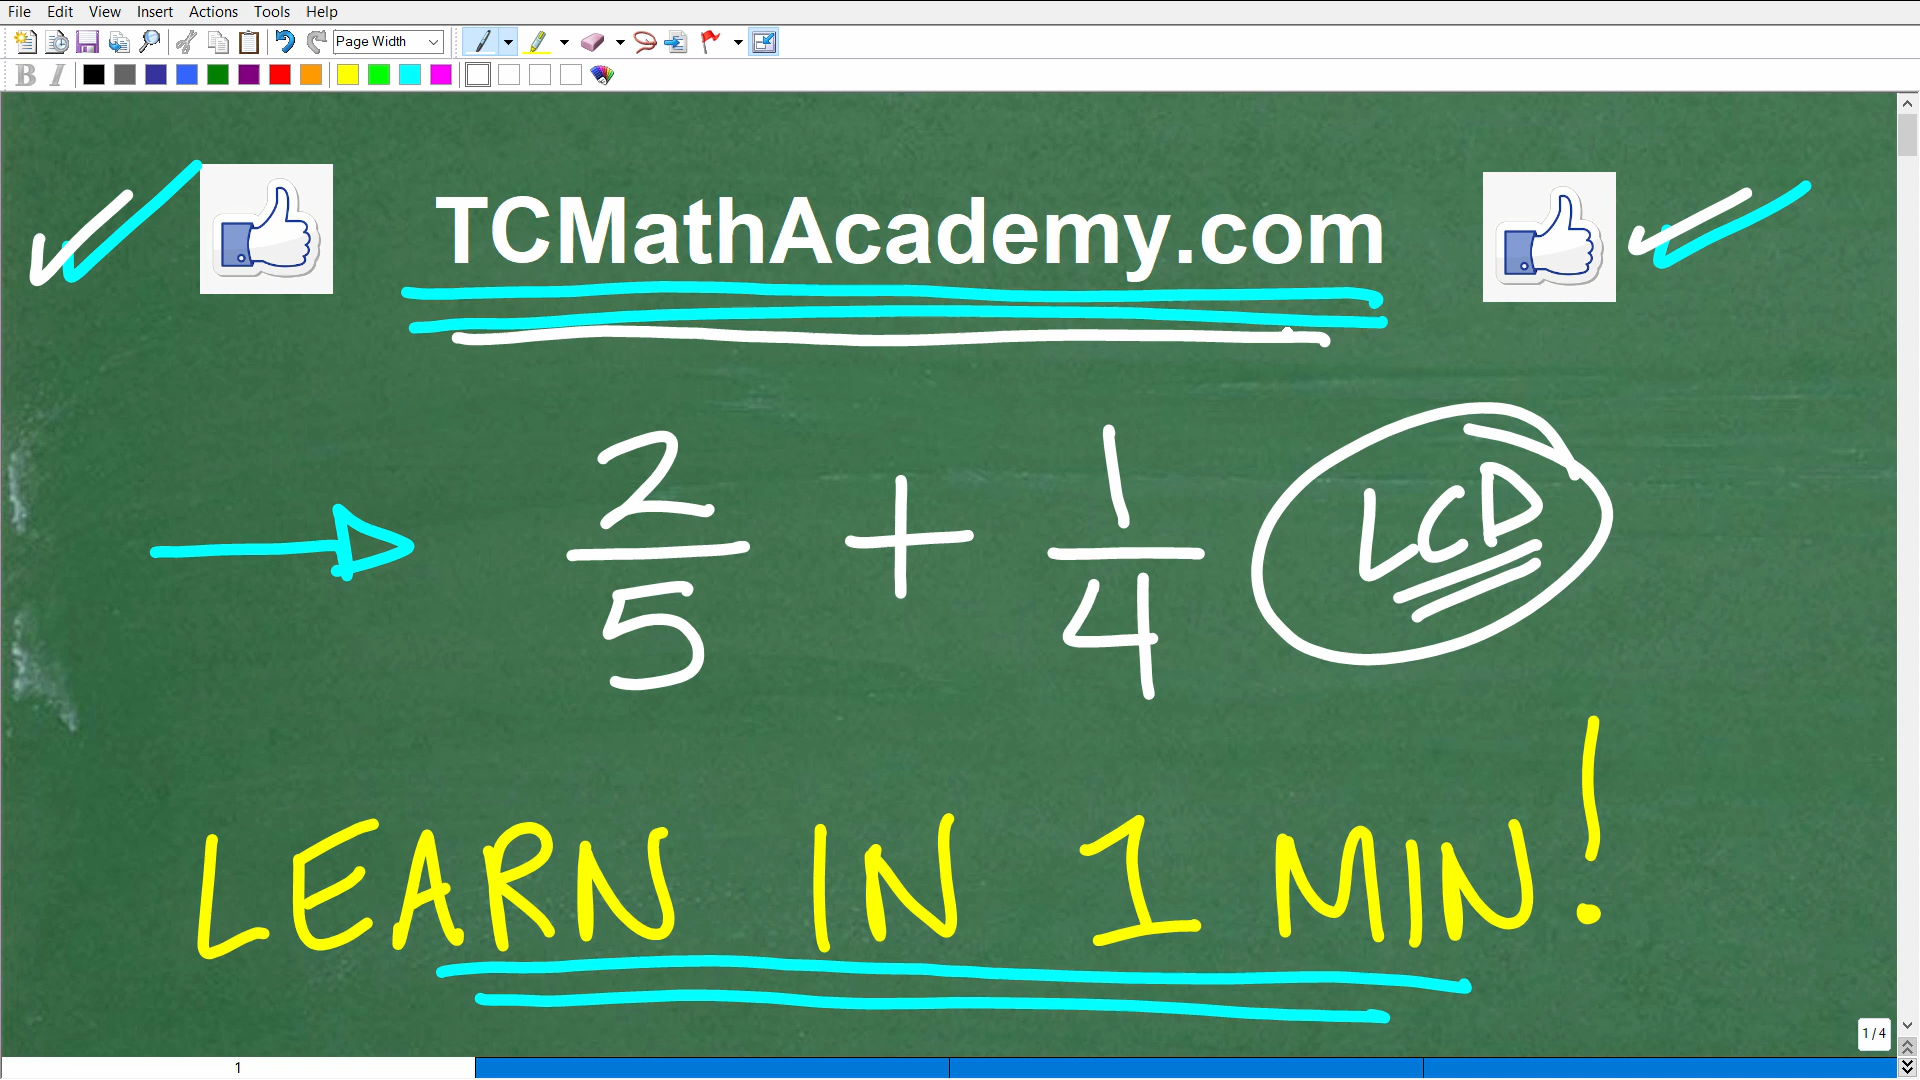 File Edit View Insert Actions Tools Help
Page Width
B I
TCMathAcademy.com
2/5 + 1/4 LCD
LEARN IN 1 MIN!
1 / 4
1